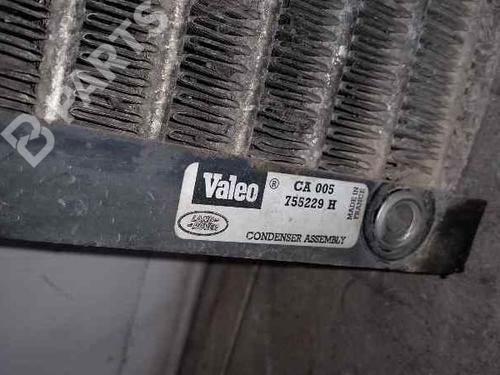 B-PARTS
Valeo ®
CA 005
755229 H
MADE IN
FRANCE
LAND
ROVER
CONDENSER ASSEMBLY